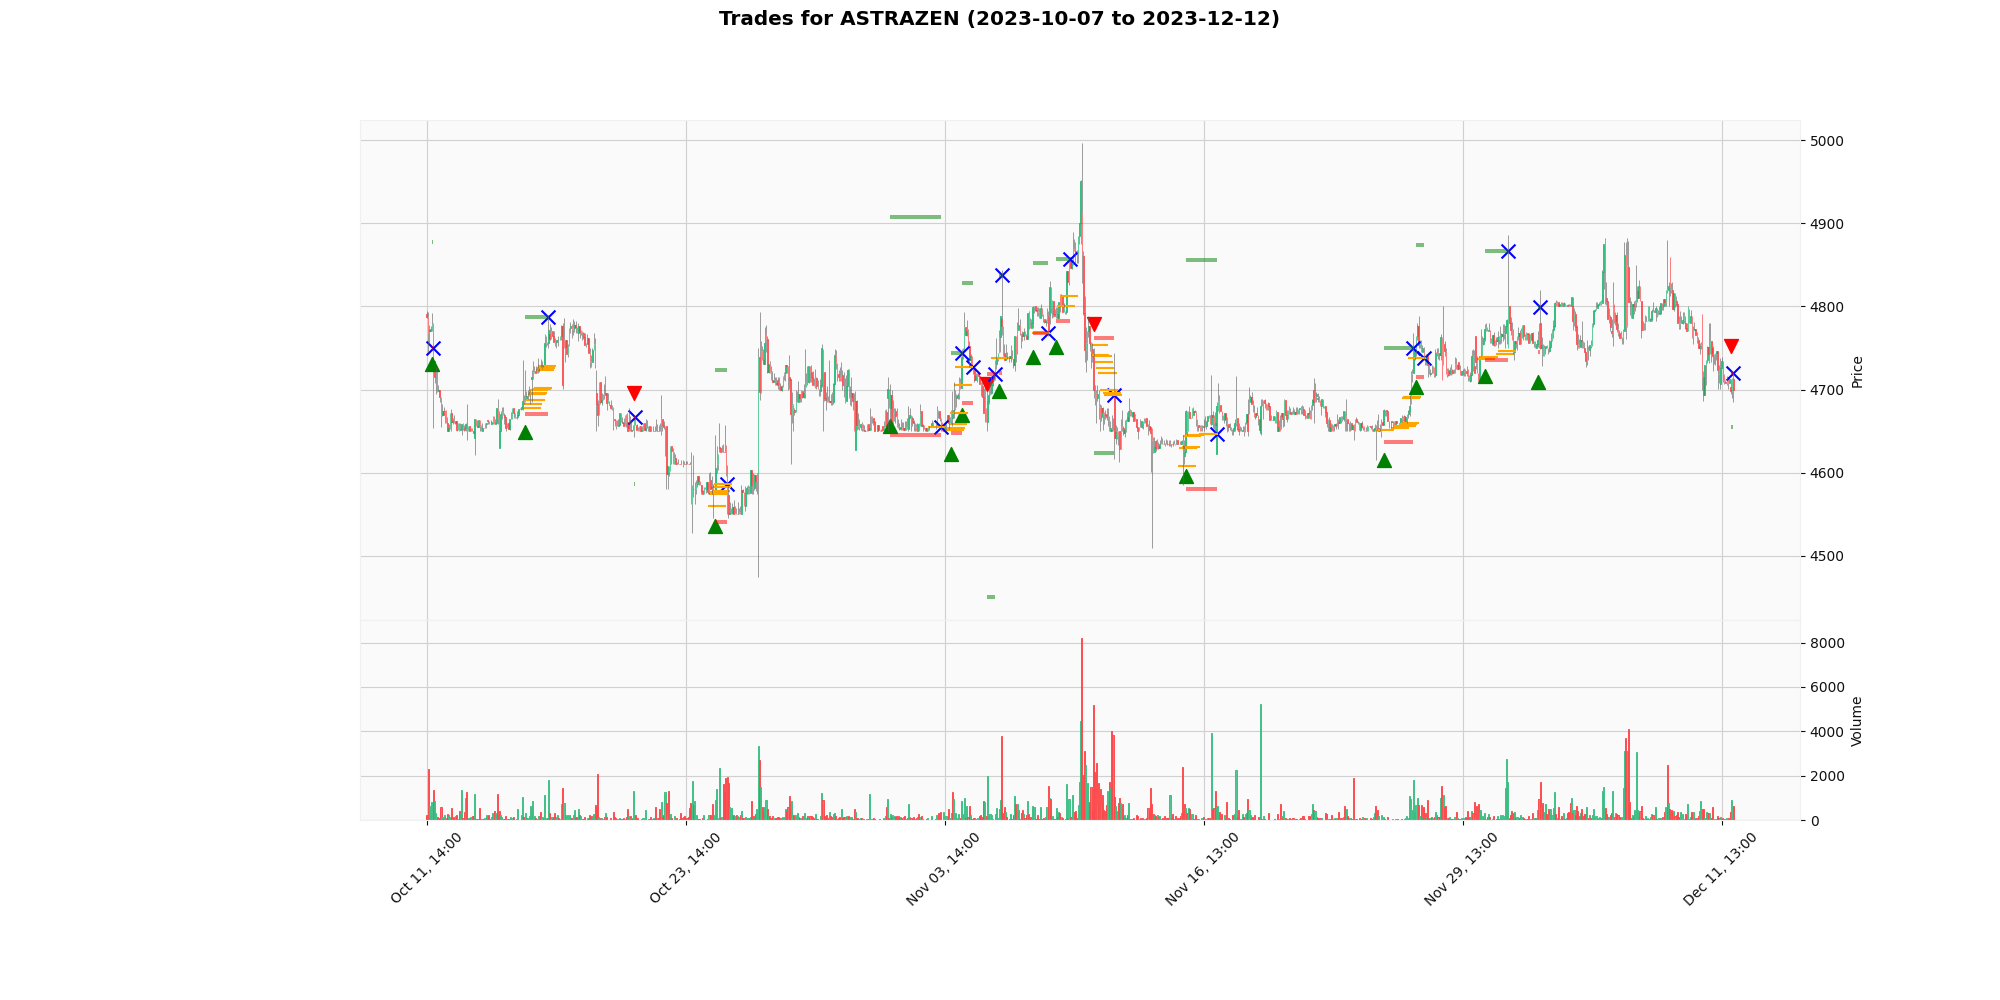 Trades for ASTRAZEN (2023-10-07 to 2023-12-12)
5000
4900
4800
4700
4600
4500
Price
8000
6000
4000
2000
0
Volume
Oct 11, 14:00
Oct 23, 14:00
Nov 03, 14:00
Nov 16, 13:00
Nov 29, 13:00
Dec 11, 13:00